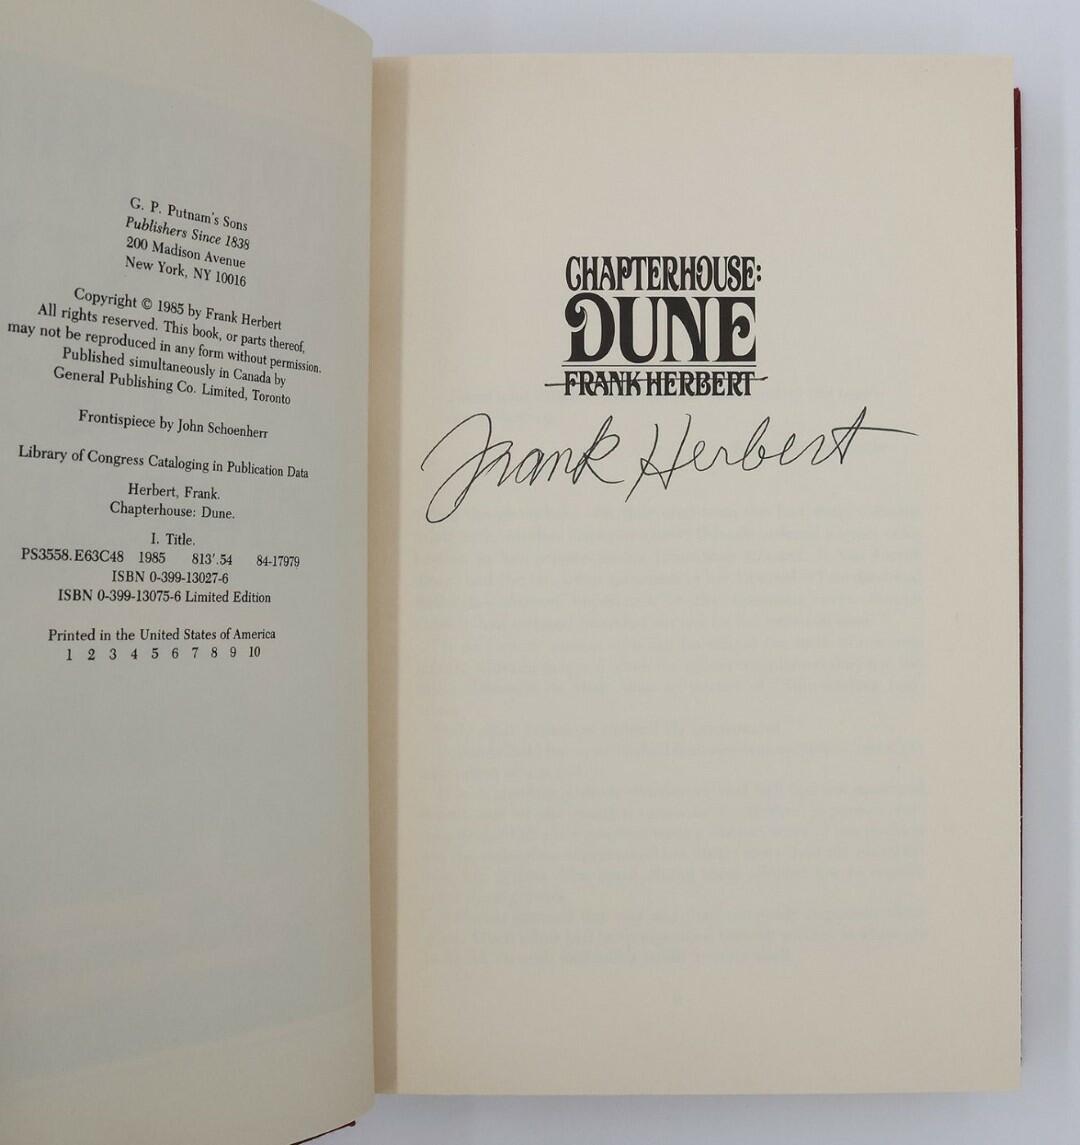 G. P. Putnam's Sons
Publishers Since 1838
200 Madison Avenue
New York, NY 10016
Copyright © 1985 by Frank Herbert
All rights reserved. This book, or parts thereof,
may not be reproduced in any form without permission.
Published simultaneously in Canada by
General Publishing Co. Limited, Toronto
Frontispiece by John Schoenherr
Library of Congress Cataloging in Publication Data
Herbert, Frank.
Chapterhouse: Dune.
I. Title.
PS3558.E63C48 1985 813'.54 84-17979
ISBN 0-399-13027-6
ISBN 0-399-13075-6 Limited Edition
Printed in the United States of America
1 2 3 4 5 6 7 8 9 10
CHAPTERHOUSE:
DUNE
FRANK HERBERT
Frank Herbert